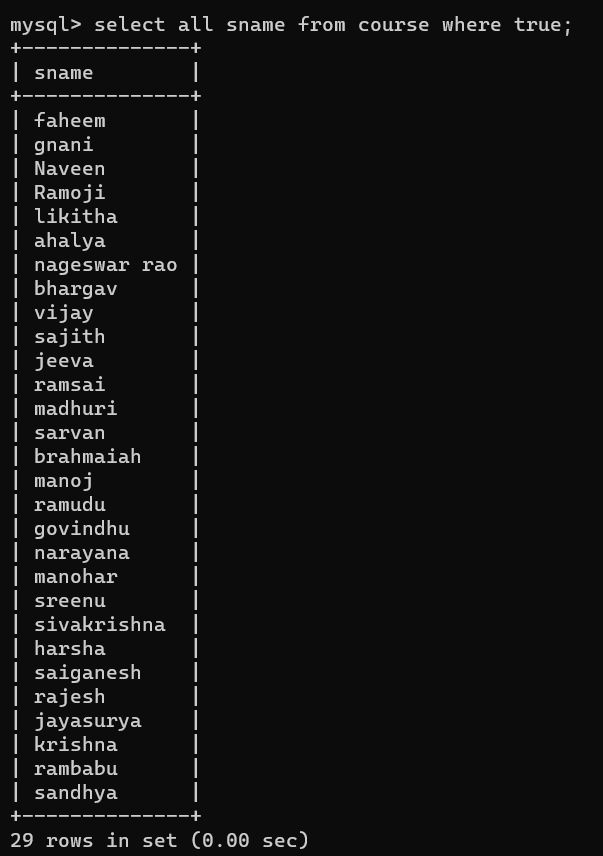 mysql> select all sname from course where true;
+--------------+
| sname        |
+--------------+
| faheem       |
| gnani        |
| Naveen       |
| Ramoji       |
| likitha      |
| ahalya       |
| nageswar rao |
| bhargav      |
| vijay        |
| sajith       |
| jeeva        |
| ramsai       |
| madhuri      |
| sarvan       |
| brahmaiah    |
| manoj        |
| ramudu       |
| govindhu     |
| narayana     |
| manohar      |
| sreenu       |
| sivakrishna  |
| harsha       |
| saiganesh    |
| rajesh       |
| jayasurya    |
| krishna      |
| rambabu      |
| sandhya      |
+--------------+
29 rows in set (0.00 sec)